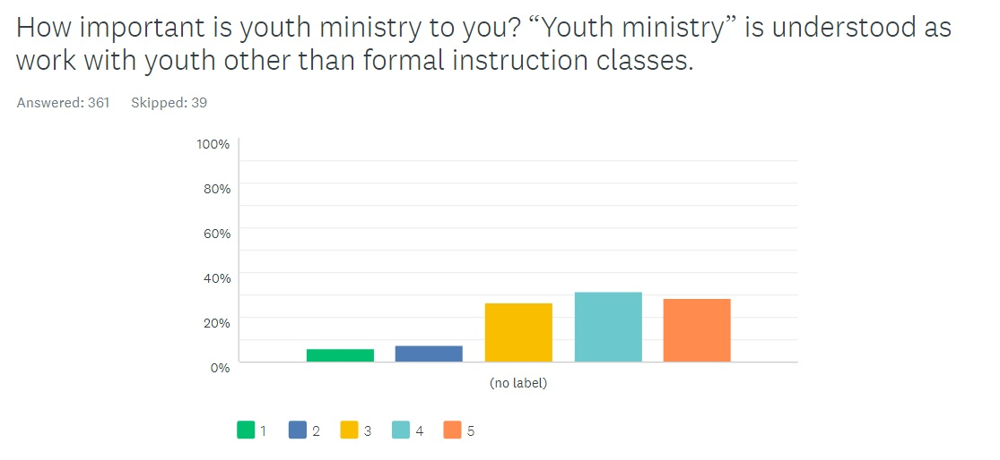 How important is youth ministry to you? “Youth ministry” is understood as
work with youth other than formal instruction classes.
Answered: 361 Skipped: 39
100%
80%
60%
40%
20%
0%
(no label)
1 2 3 4 5